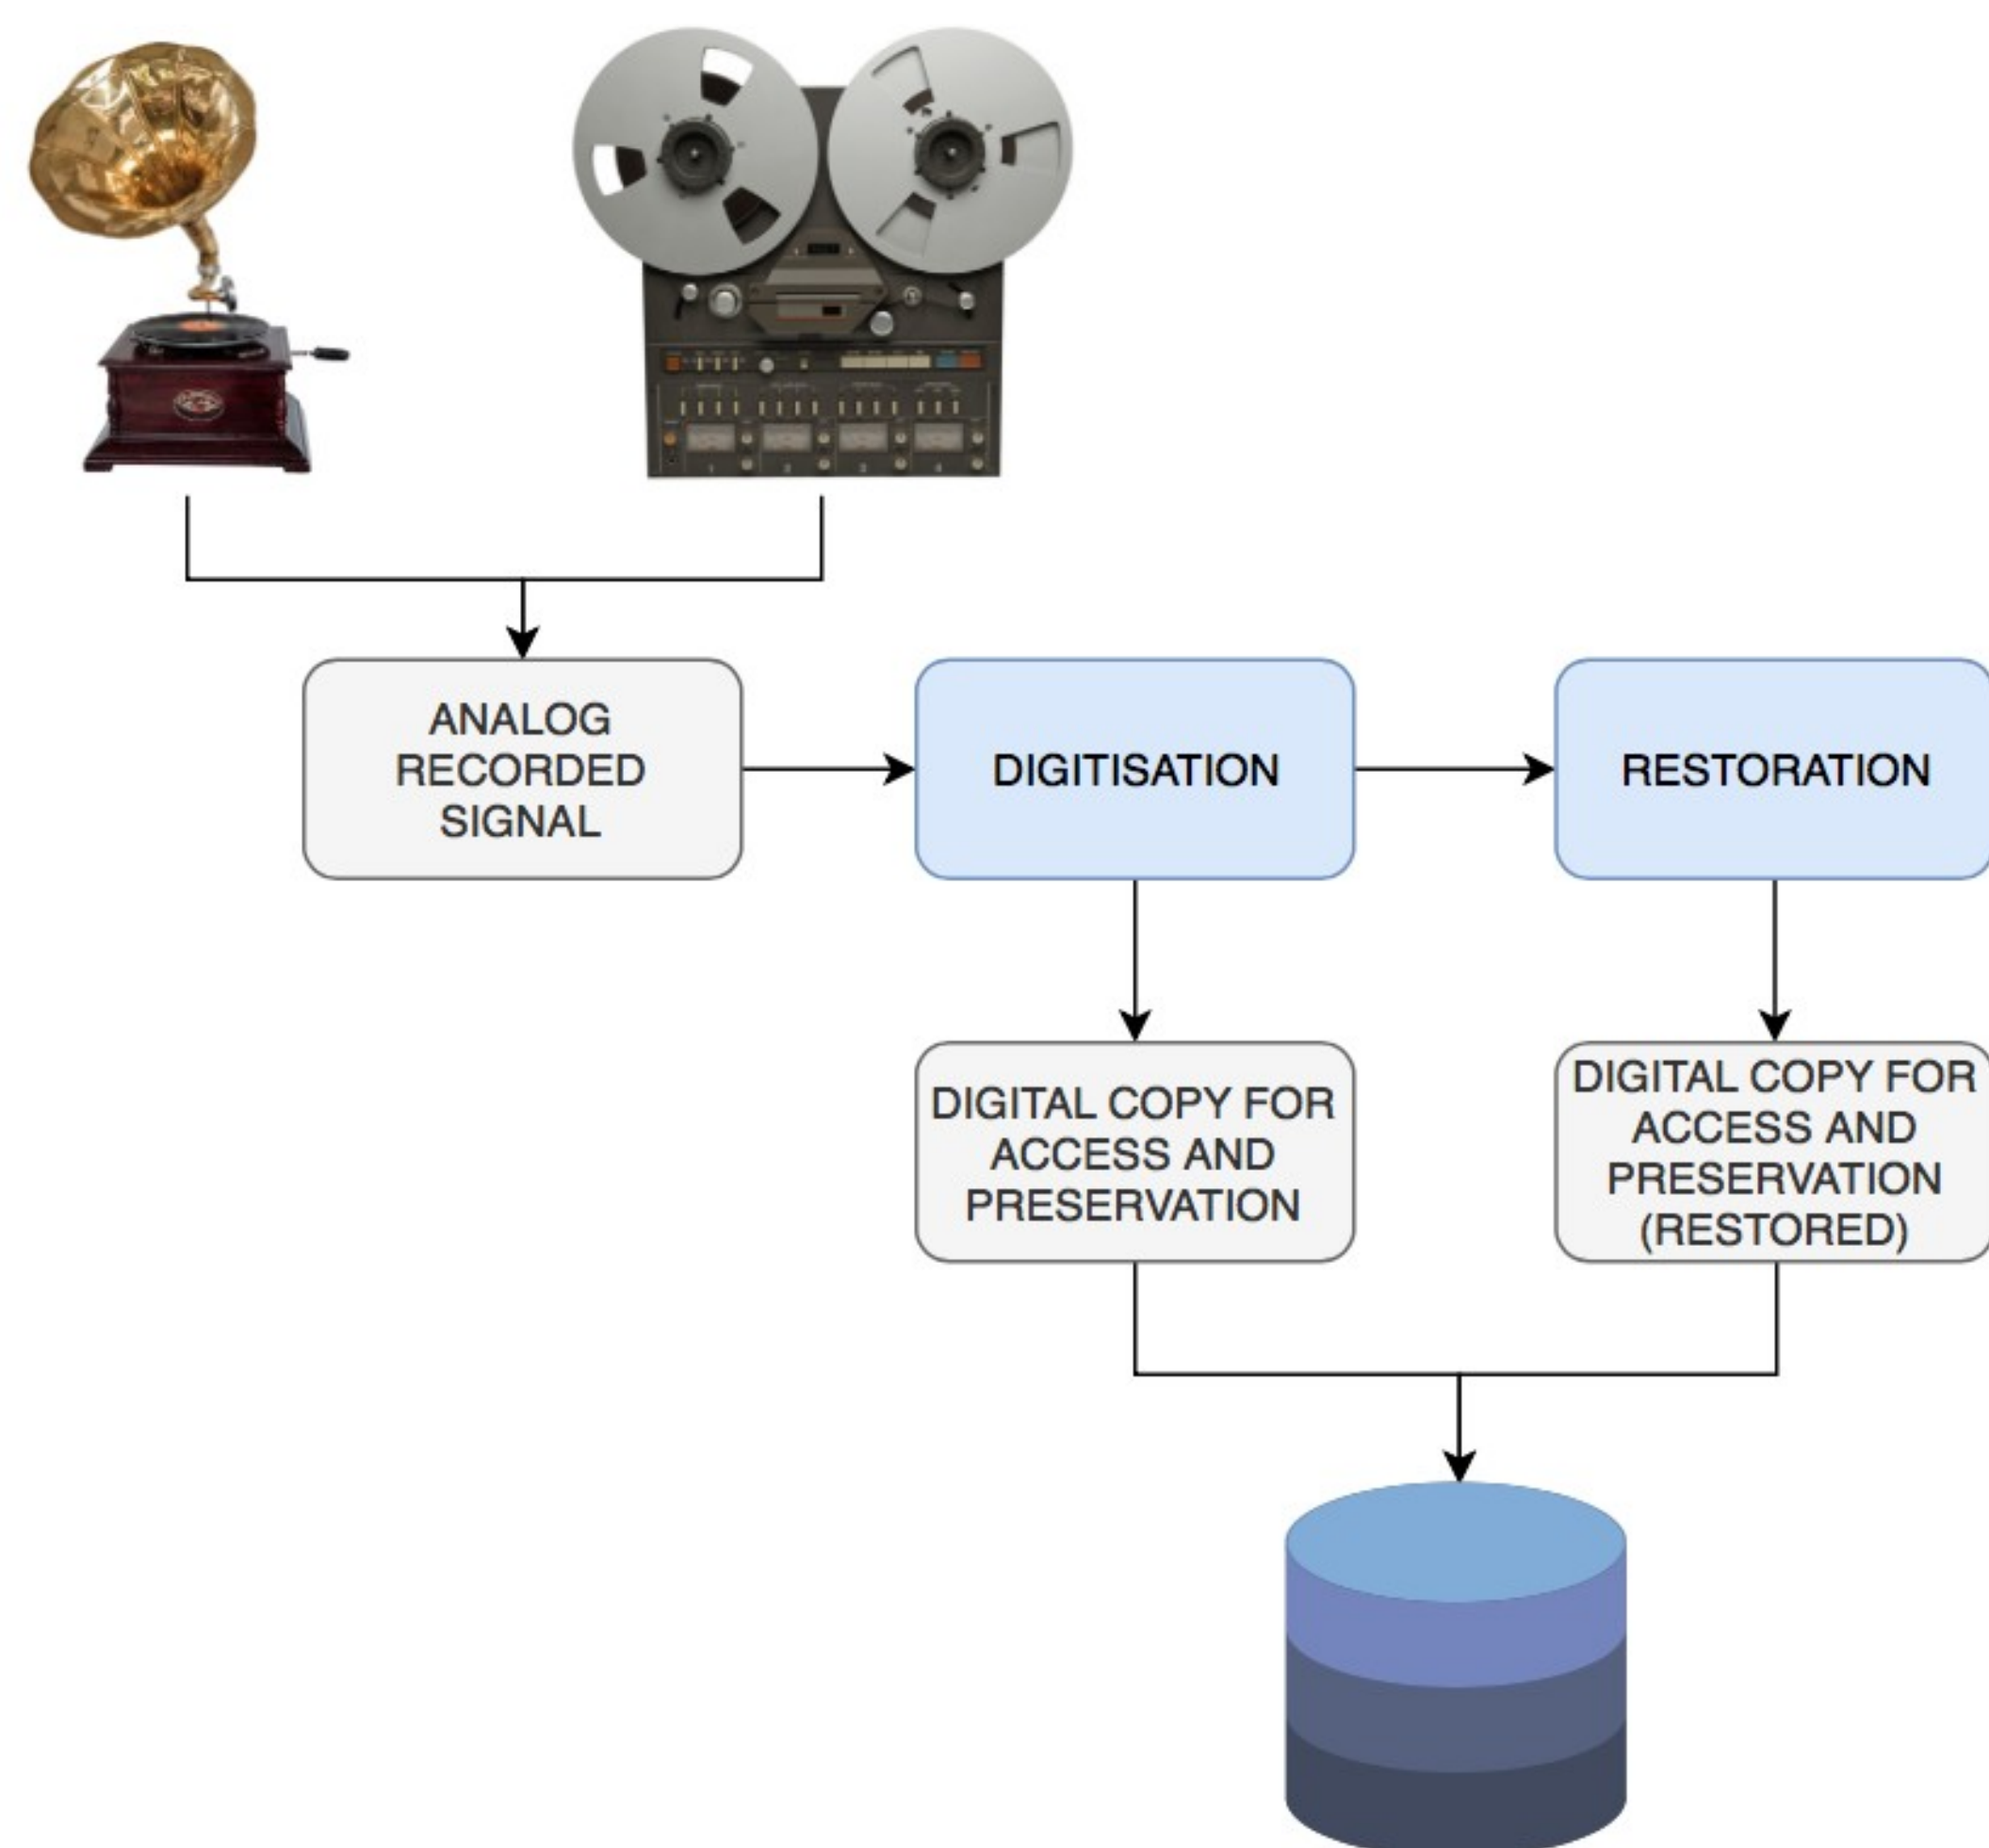 ANALOG
RECORDED
SIGNAL
DIGITISATION
RESTORATION
DIGITAL COPY FOR
ACCESS AND
PRESERVATION
DIGITAL COPY FOR
ACCESS AND
PRESERVATION
(RESTORED)